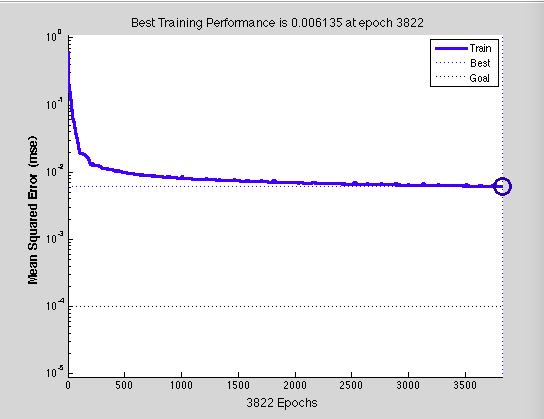 Best Training Performance is 0.006135 at epoch 3822
Train
Best
Goal
Mean Squared Error (mse)
10^0
10^-1
10^-2
10^-3
10^-4
10^-5
0 500 1000 1500 2000 2500 3000 3500
3822 Epochs